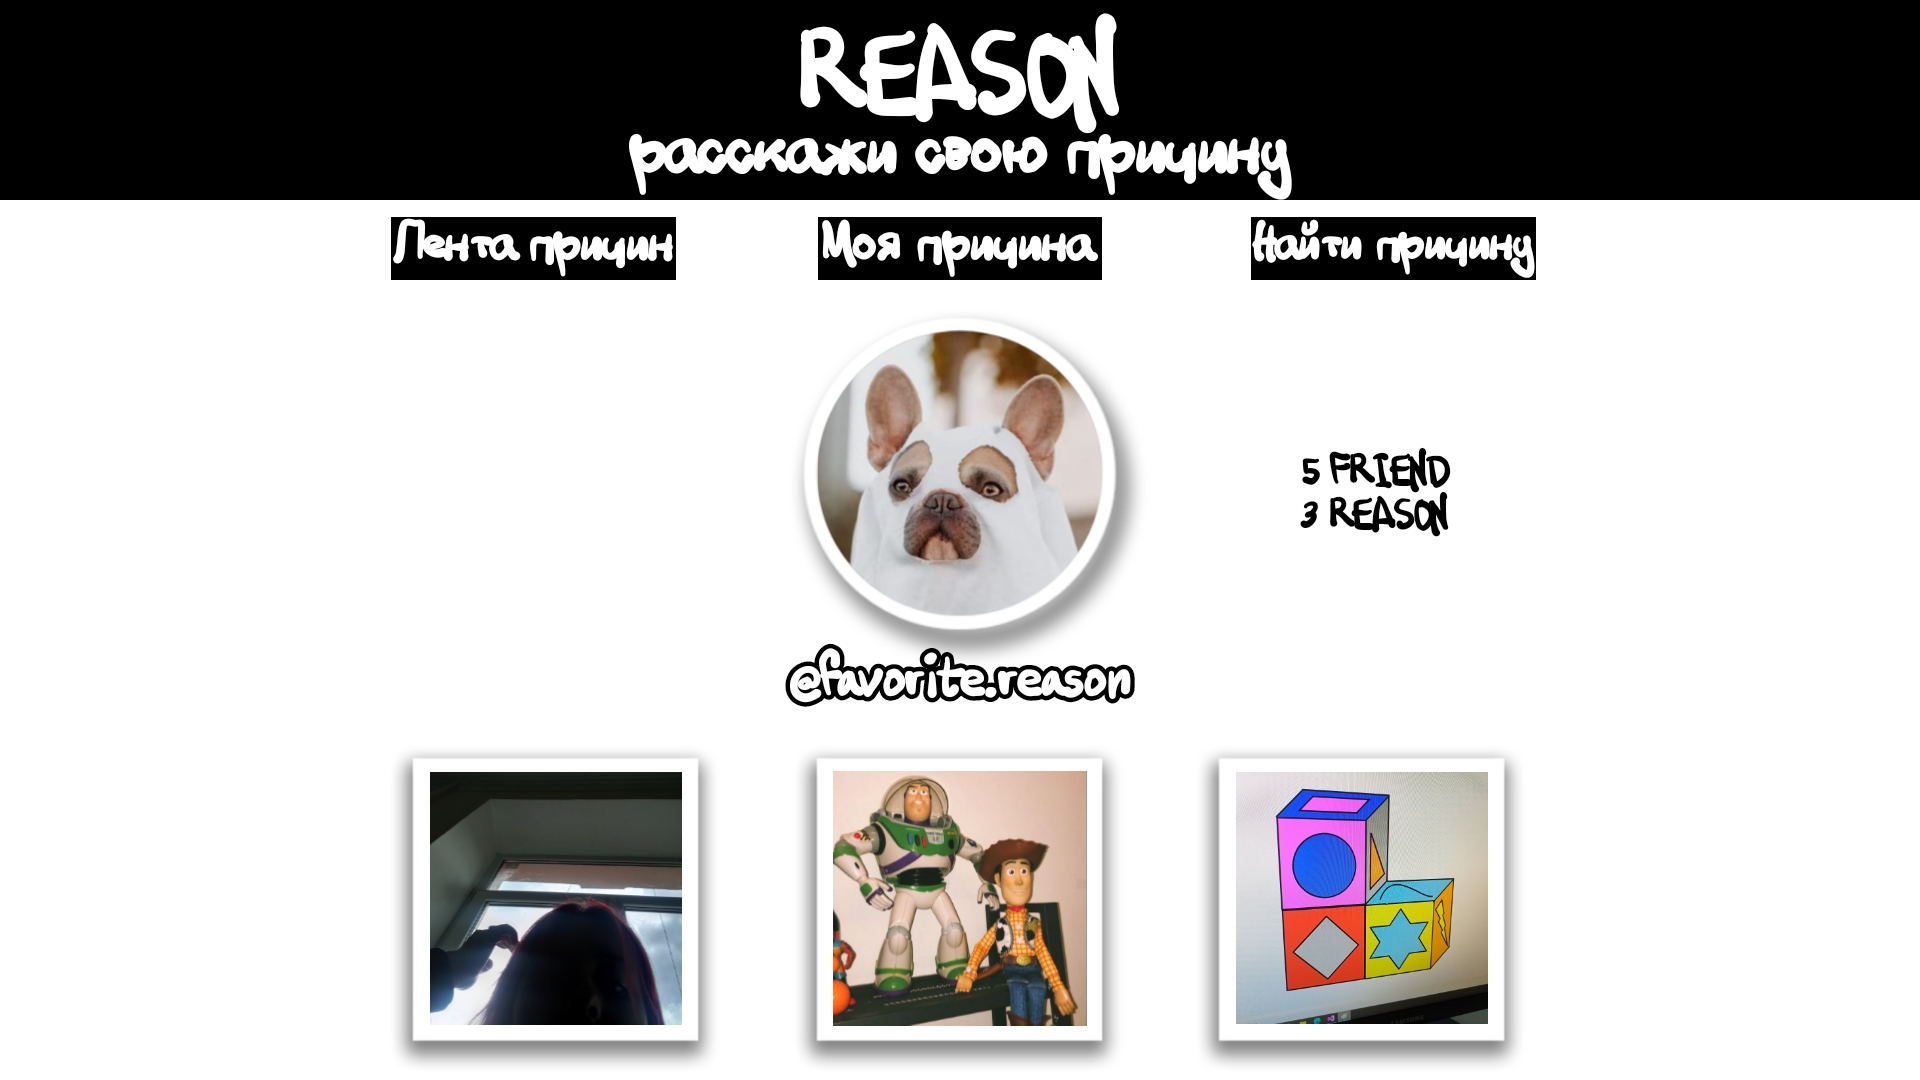 REASON
расскажи свою причину
Лента причин
Моя причина
Найти причину
5 FRIEND
3 REASON
@favorite.reason